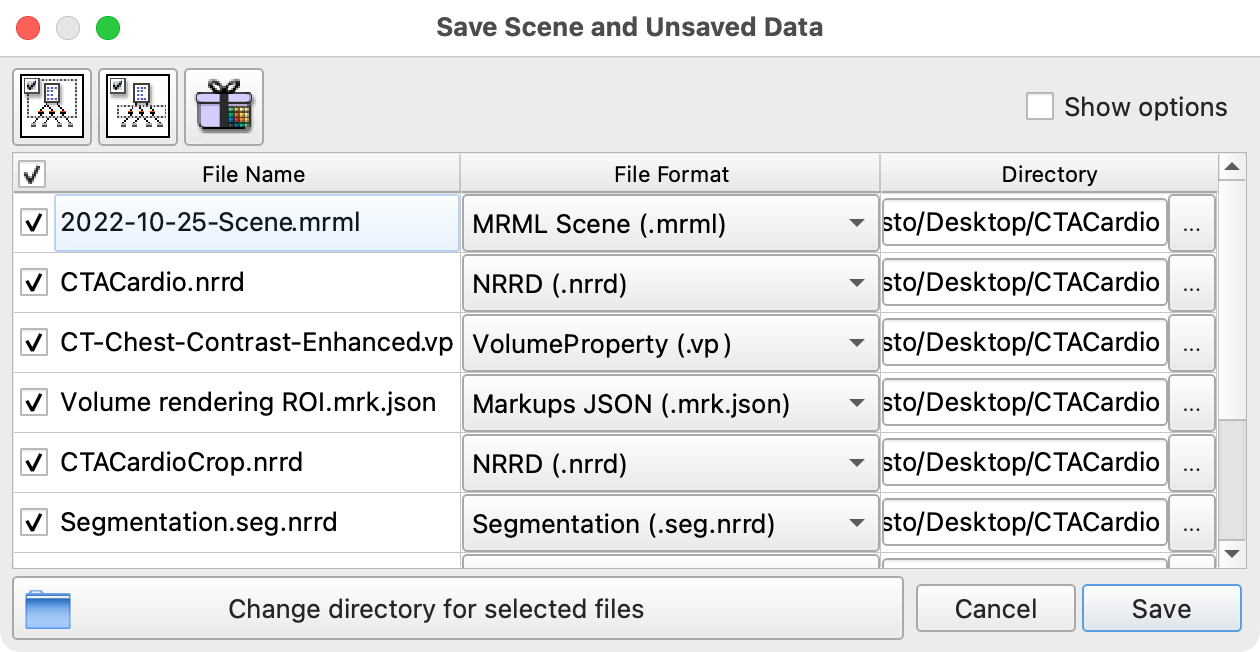 Save Scene and Unsaved Data
Show options
File Name File Format Directory
2022-10-25-Scene.mrml MRML Scene (.mrml) sto/Desktop/CTACardio ...
CTACardio.nrrd NRRD (.nrrd) sto/Desktop/CTACardio ...
CT-Chest-Contrast-Enhanced.vp VolumeProperty (.vp) sto/Desktop/CTACardio ...
Volume rendering ROI.mrk.json Markups JSON (.mrk.json) sto/Desktop/CTACardio ...
CTACardioCrop.nrrd NRRD (.nrrd) sto/Desktop/CTACardio ...
Segmentation.seg.nrrd Segmentation (.seg.nrrd) sto/Desktop/CTACardio ...
Change directory for selected files Cancel Save